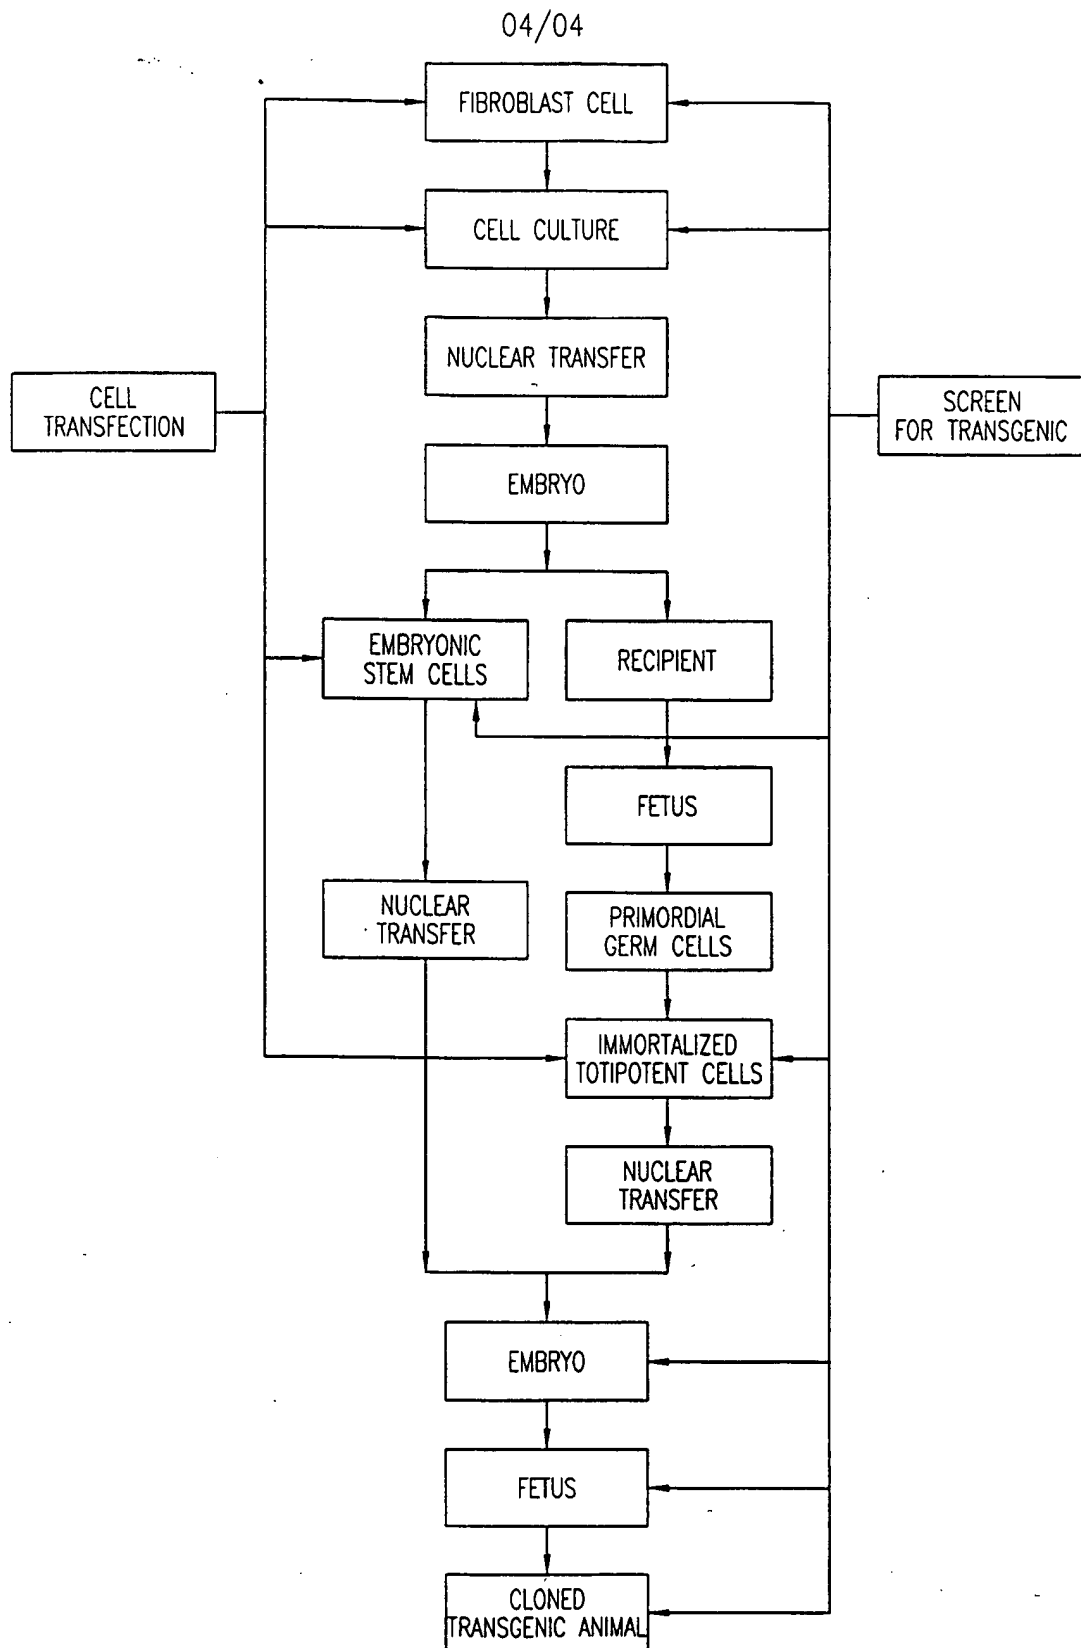 04/04
FIBROBLAST CELL
CELL CULTURE
NUCLEAR TRANSFER
CELL
TRANSFECTION
SCREEN
FOR TRANSGENIC
EMBRYO
EMBRYONIC
STEM CELLS
RECIPIENT
FETUS
NUCLEAR
TRANSFER
PRIMORDIAL
GERM CELLS
IMMORTALIZED
TOTIPOTENT CELLS
NUCLEAR
TRANSFER
EMBRYO
FETUS
CLONED
TRANSGENIC ANIMAL